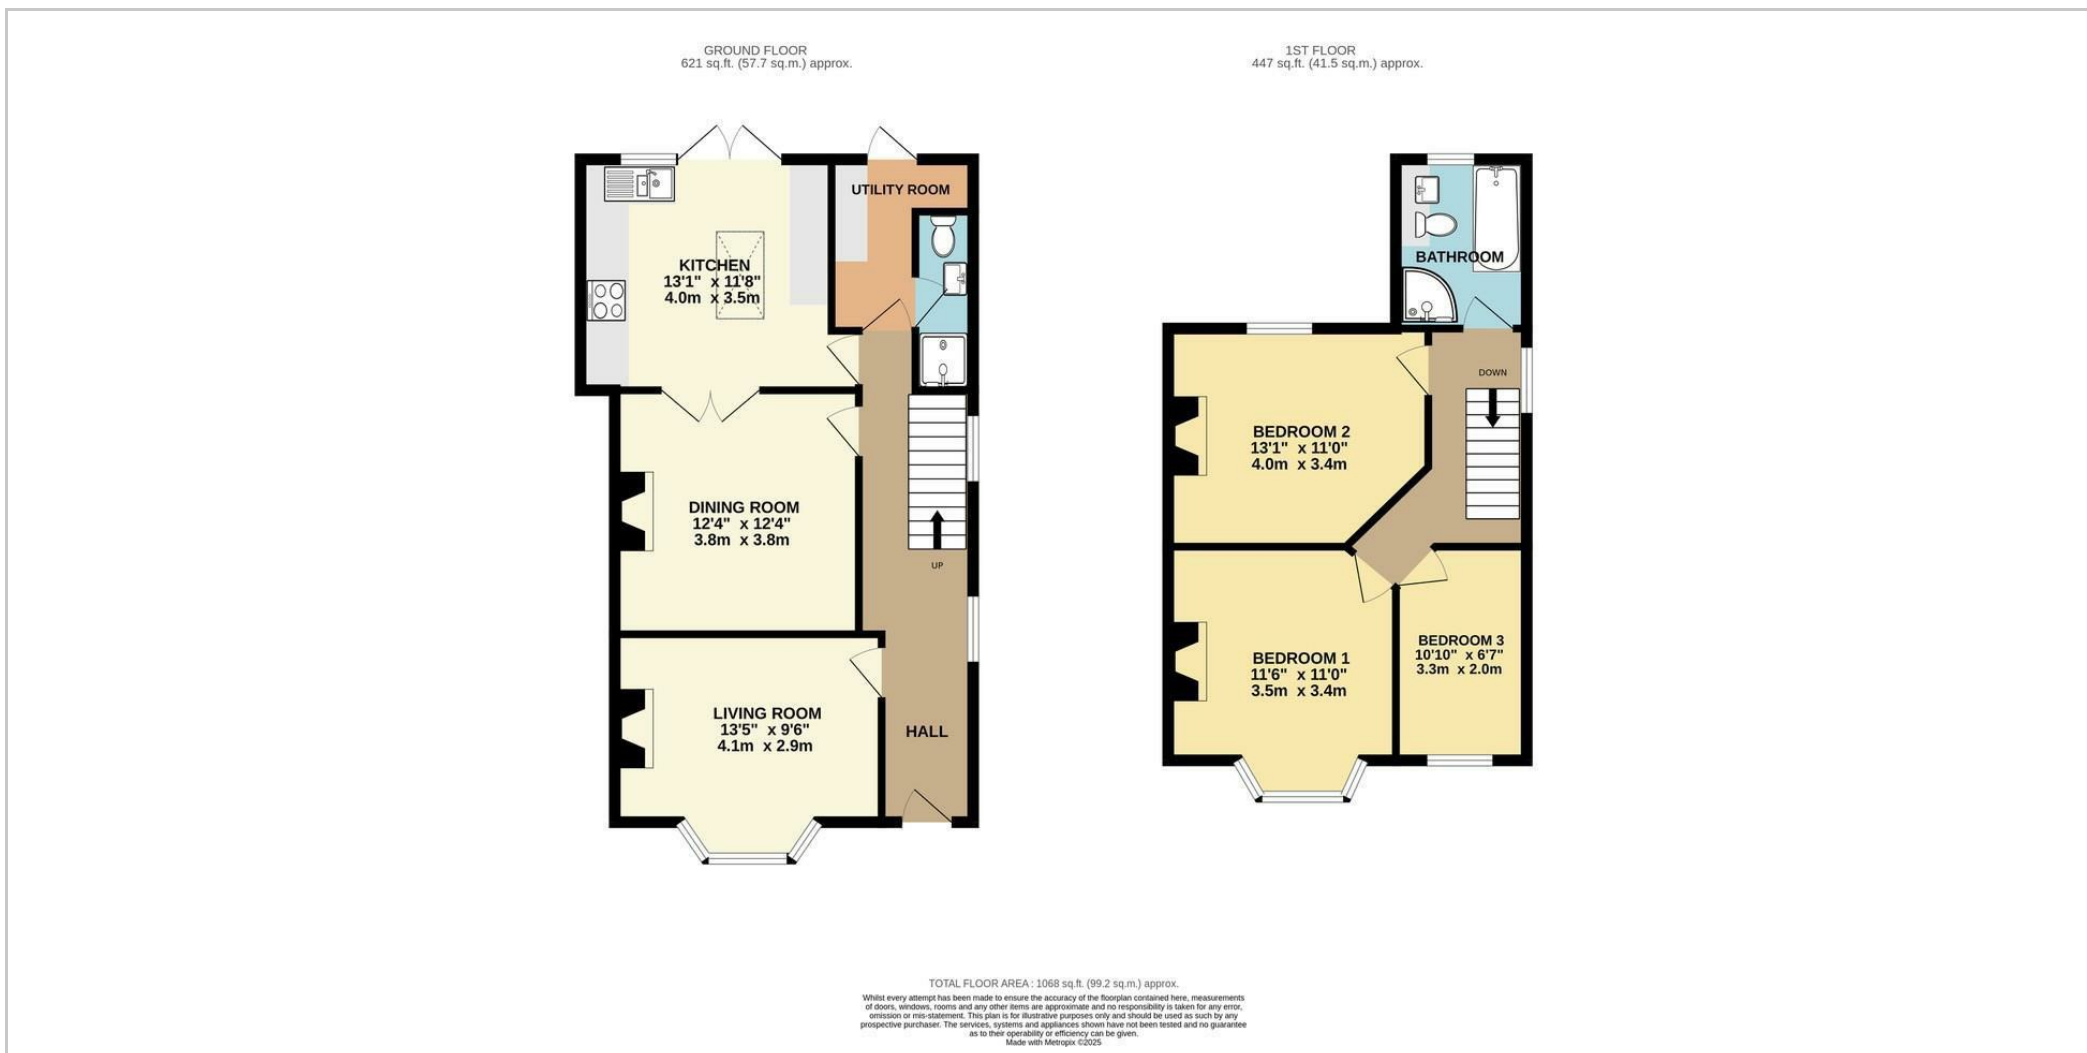 GROUND FLOOR
621 sq.ft. (57.7 sq.m.) approx.
1ST FLOOR
447 sq.ft. (41.5 sq.m.) approx.
UTILITY ROOM
KITCHEN
13'1" x 11'8"
4.0m x 3.5m
DINING ROOM
12'4" x 12'4"
3.8m x 3.8m
UP
LIVING ROOM
13'5" x 9'6"
4.1m x 2.9m
HALL
BATHROOM
DOWN
BEDROOM 2
13'1" x 11'0"
4.0m x 3.4m
BEDROOM 1
11'6" x 11'0"
3.5m x 3.4m
BEDROOM 3
10'10" x 6'7"
3.3m x 2.0m
TOTAL FLOOR AREA : 1068 sq.ft. (99.2 sq.m.) approx.
Whilst every attempt has been made to ensure the accuracy of the floorplan contained here, measurements
of doors, windows, rooms and any other items are approximate and no responsibility is taken for any error,
omission or mis-statement. This plan is for illustrative purposes only and should be used as such by any
prospective purchaser. The services, systems and appliances shown have not been tested and no guarantee
as to their operability or efficiency can be given.
Made with Metropix ©2025